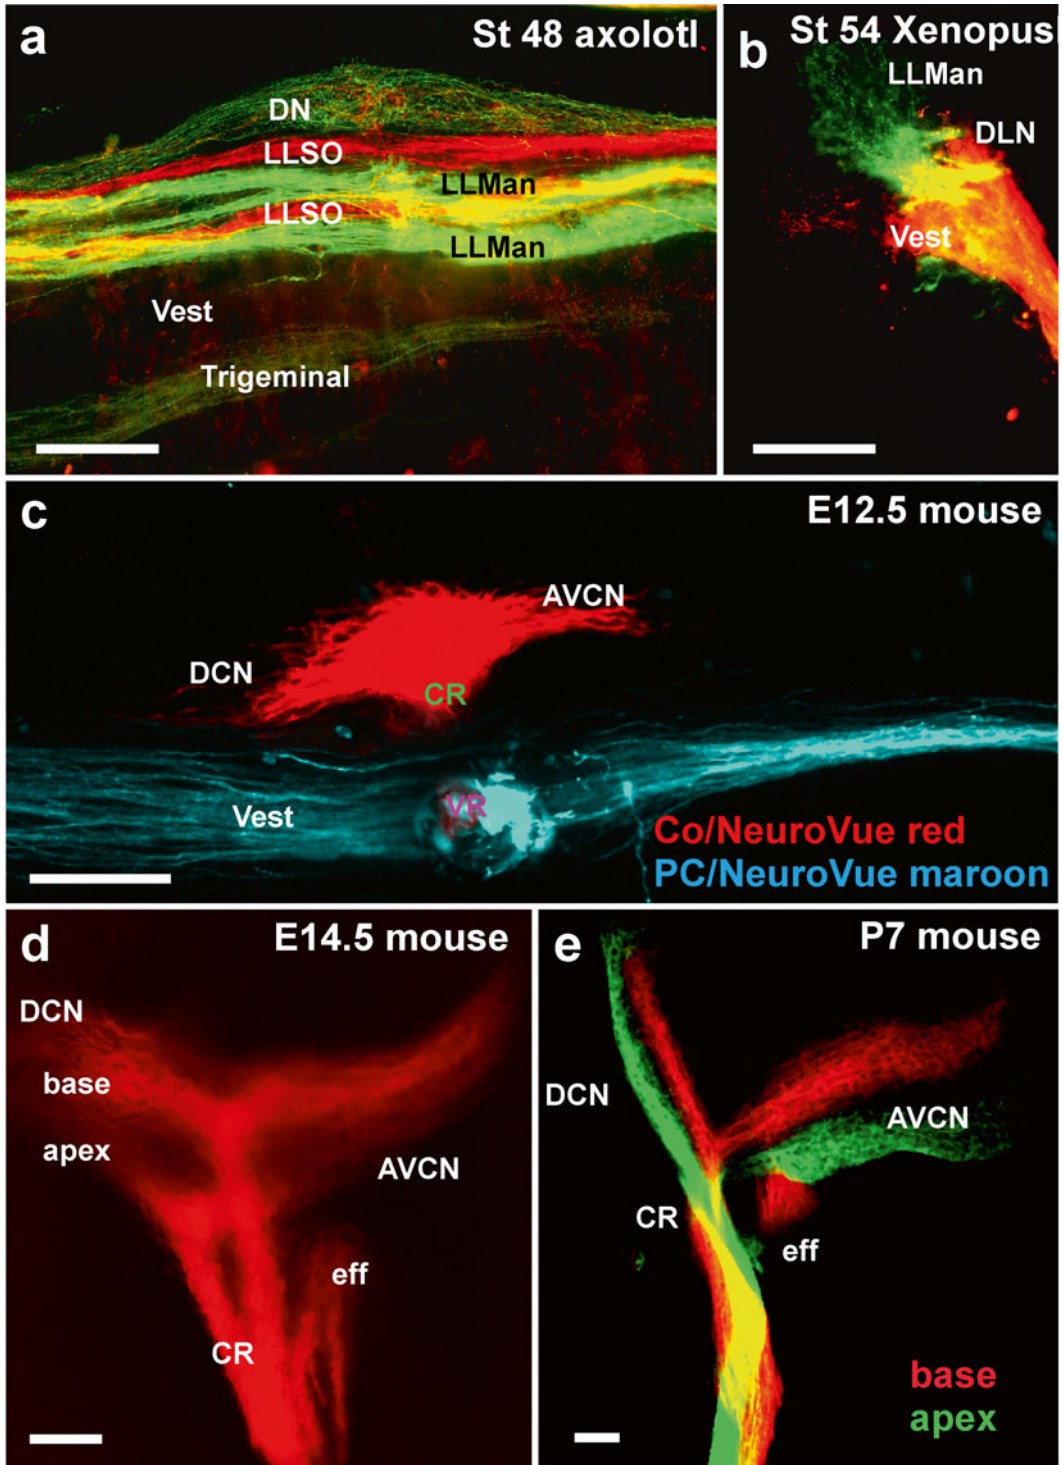 a
St 48 axolotl
DN
LLSO
LLMan
LLSO
LLMan
Vest
Trigeminal
b
St 54 Xenopus
LLMan
DLN
Vest
c
E12.5 mouse
AVCN
DCN
CR
VR
Vest
Co/NeuroVue red
PC/NeuroVue maroon
d
E14.5 mouse
DCN
base
apex
AVCN
eff
CR
e
P7 mouse
DCN
AVCN
CR
eff
base
apex